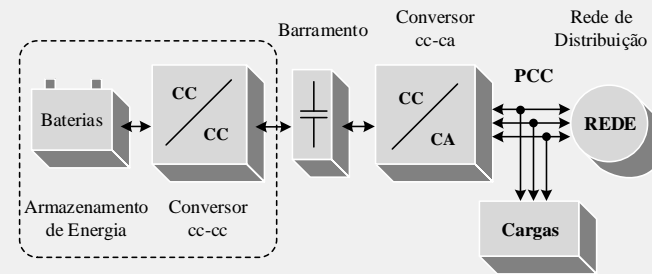 Barramento
Conversor
cc-ca
Rede de
Distribuição
PCC
Baterias
CC
CC
CC
CA
REDE
Armazenamento
de Energia
Conversor
cc-cc
Cargas